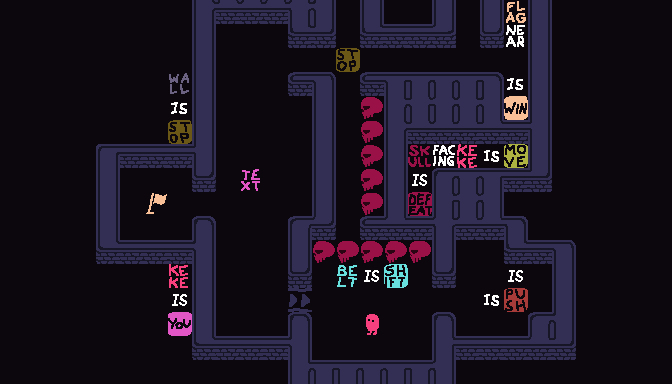 FLAG
NEAR
STOP
WALL IS
IS WIN
STOP
SKULL FACING KEKE IS MOVE
TEXT IS
DEFEAT
KEKE BELT IS SHIFT IS
IS IS PUSH
YOU